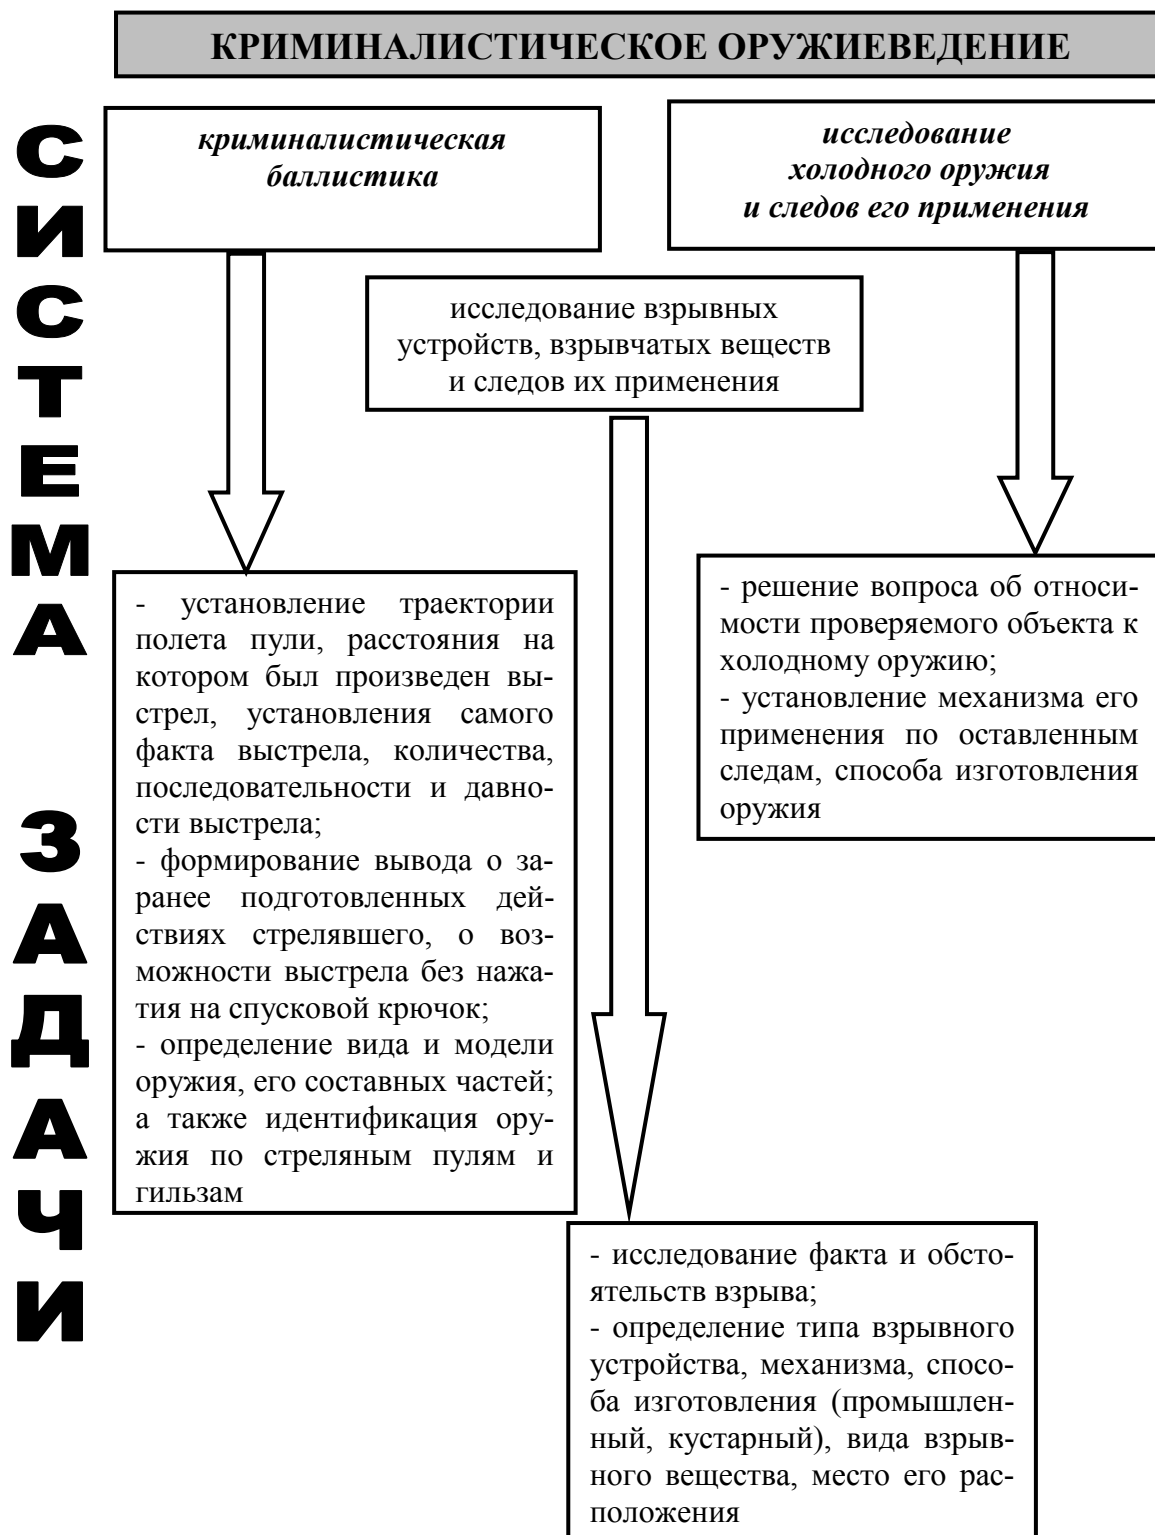 КРИМИНАЛИСТИЧЕСКОЕ ОРУЖИЕВЕДЕНИЕ
СИСТЕМА
криминалистическая
баллистика
исследование
холодного оружия
и следов его применения
исследование взрывных
устройств, взрывчатых веществ
и следов их применения
ЗАДАЧИ
- установление траектории
полета пули, расстояния на
котором был произведен вы-
стрел, установления самого
факта выстрела, количества,
последовательности и давно-
сти выстрела;
- формирование вывода о за-
ранее подготовленных дей-
ствиях стрелявшего, о воз-
можности выстрела без нажа-
тия на спусковой крючок;
- определение вида и модели
оружия, его составных частей;
а также идентификация ору-
жия по стреляным пулям и
гильзам
- решение вопроса об относи-
мости проверяемого объекта к
холодному оружию;
- установление механизма его
применения по оставленным
следам, способа изготовления
оружия
- исследование факта и обсто-
ятельств взрыва;
- определение типа взрывного
устройства, механизма, спосо-
ба изготовления (промышлен-
ный, кустарный), вида взрыв-
ного вещества, место его рас-
положения